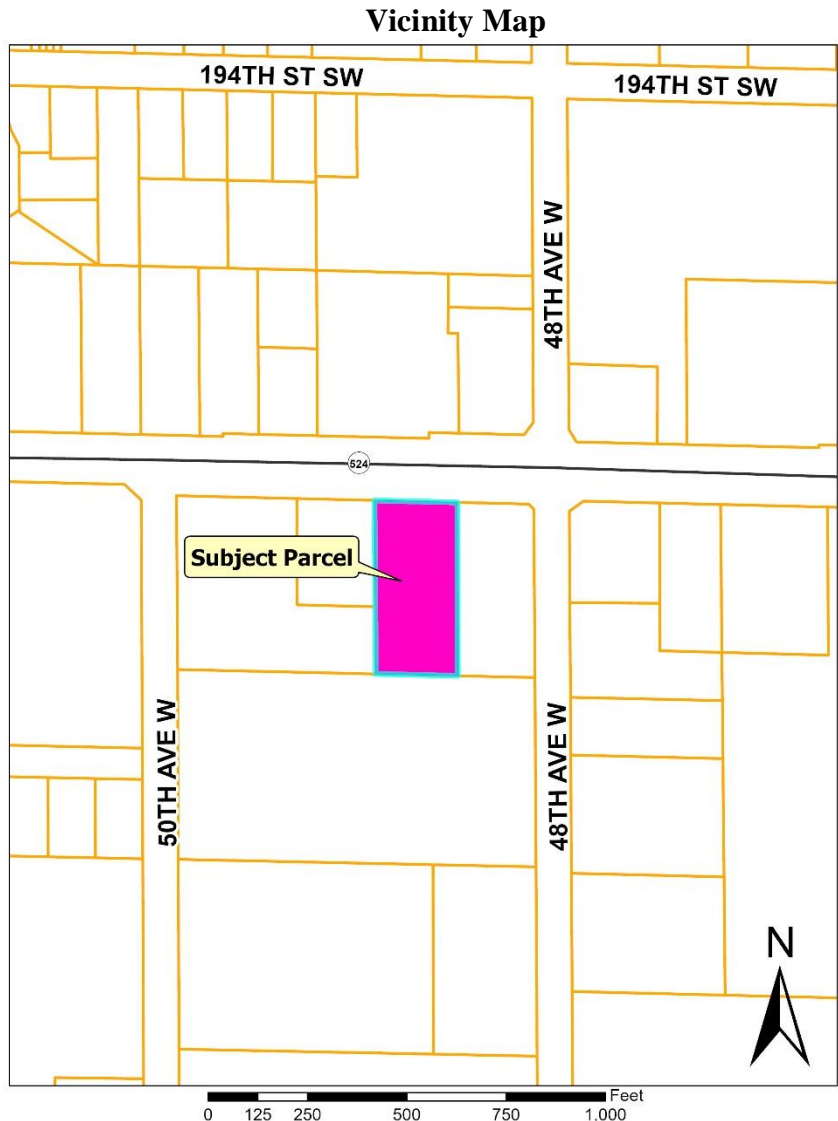 Vicinity Map
194TH ST SW
194TH ST SW
48TH AVE W
524
Subject Parcel
50TH AVE W
48TH AVE W
N
Feet
0 125 250 500 750 1.000